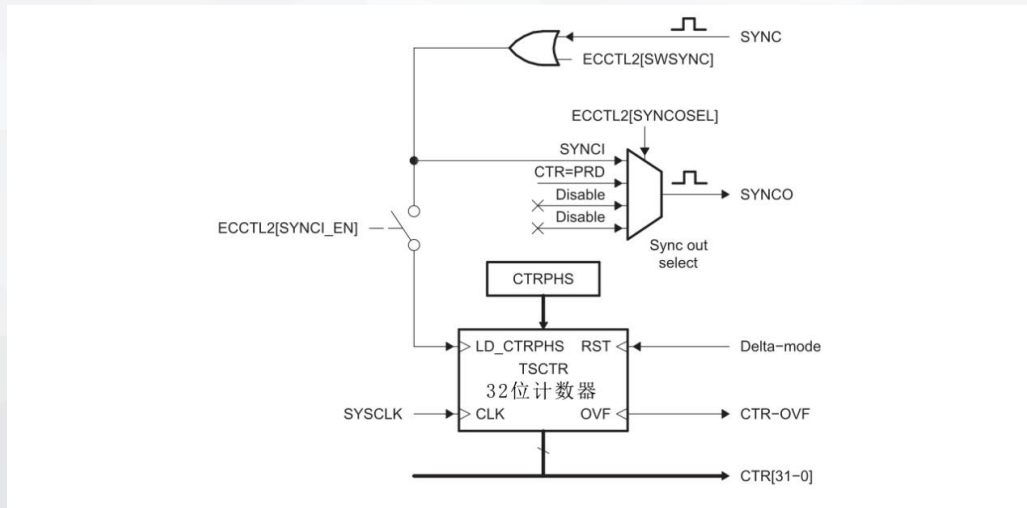 SYNC
ECCTL2[SWSYNC]
ECCTL2[SYNCOSEL]
SYNCI
CTR=PRD
Disable
SYNCO
Disable
ECCTL2[SYNCI_EN]
Sync out
select
CTRPHS
LD_CTRPHS RST
Delta−mode
TSCTR
32位计数器
SYSCLK
CLK OVF
CTR−OVF
CTR[31−0]